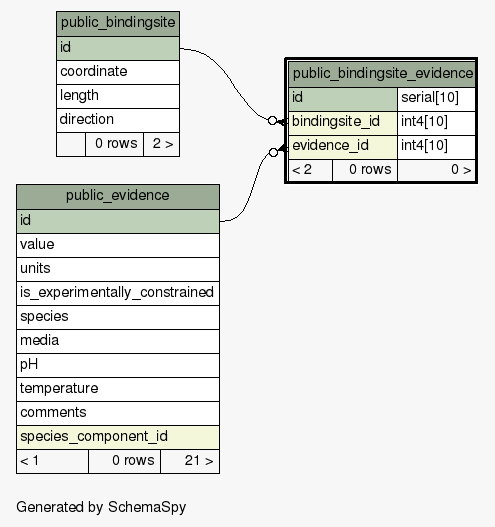 public_bindingsite
id
coordinate
length
direction
0 rows 2 >
public_bindingsite_evidence
id serial[10]
bindingsite_id int4[10]
evidence_id int4[10]
< 2 0 rows 0 >
public_evidence
id
value
units
is_experimentally_constrained
species
media
pH
temperature
comments
species_component_id
< 1 0 rows 21 >
Generated by SchemaSpy